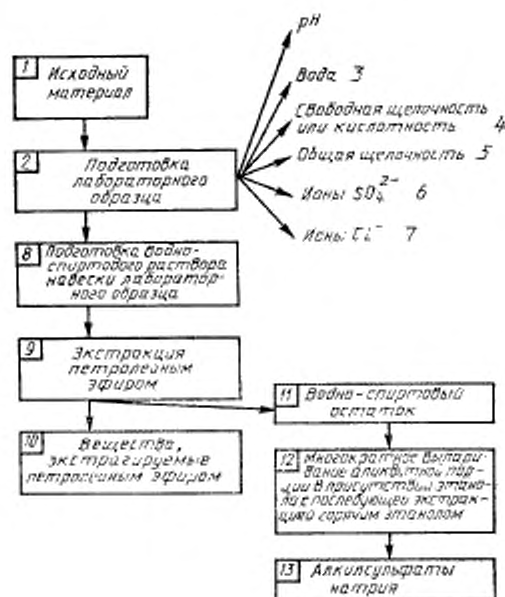 pH
1
Исходный
материал
Вода 3
Свободная щелочность
или кислотность 4
2
Подготовка
лабораторного
образца
Общая щелочность 5
Ионы SO₄²⁻ 6
Ионы Cl⁻ 7
8
Подготовка водно-
спиртового раствора
навески лаборатор-
ного образца
9
Экстракция
петролейным
эфиром
10
Вещества,
экстрагируемые
петролейным эфиром
11
Водно-спиртовый
остаток
12
Многократное выпари-
вание аликвотной пор-
ции в присутствии этано-
ла с последующей экстрак-
цией горячим этанолом
13
Алкилсульфаты
натрия